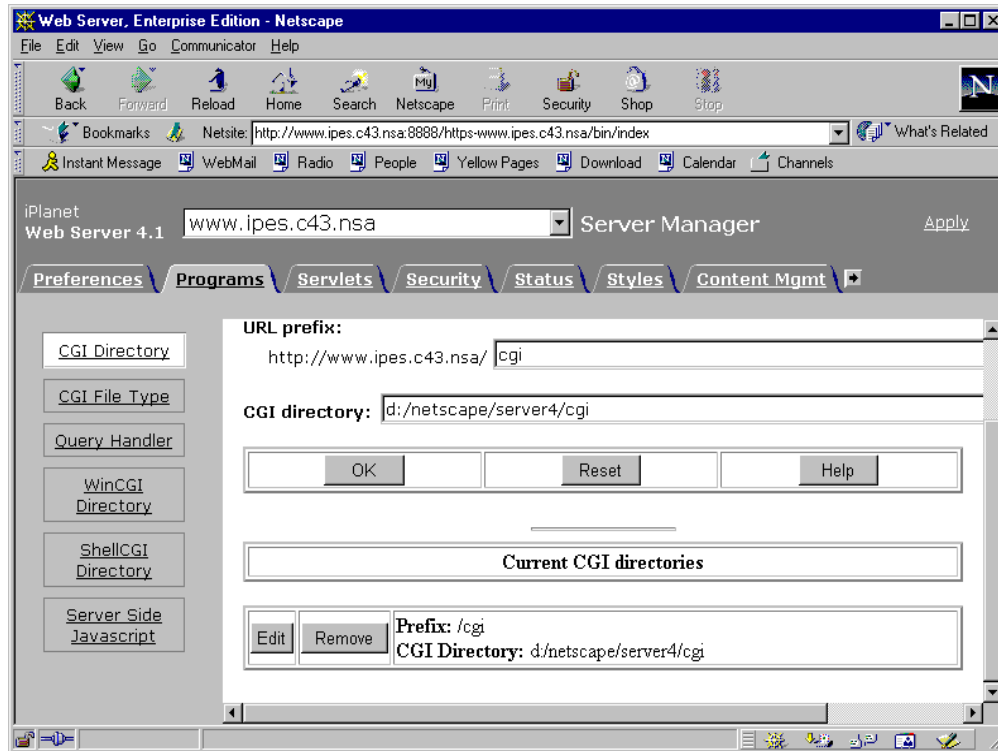 Web Server, Enterprise Edition - Netscape
File Edit View Go Communicator Help
My
N
Back Forward Reload Home Search Netscape Print Security Shop Stop
Bookmarks Netsite: http://www.ipes.c43.nsa:8888/https-www.ipes.c43.nsa/bin/index What's Related
Instant Message WebMail Radio People Yellow Pages Download Calendar Channels
iPlanet
Web Server 4.1 www.ipes.c43.nsa Server Manager Apply
Preferences Programs Servlets Security Status Styles Content Mgmt
CGI Directory
CGI File Type
Query Handler
WinCGI
Directory
ShellCGI
Directory
Server Side
Javascript
URL prefix:
http://www.ipes.c43.nsa/ cgi
CGI directory: d:/netscape/server4/cgi
OK Reset Help
Current CGI directories
Edit Remove Prefix: /cgi
CGI Directory: d:/netscape/server4/cgi